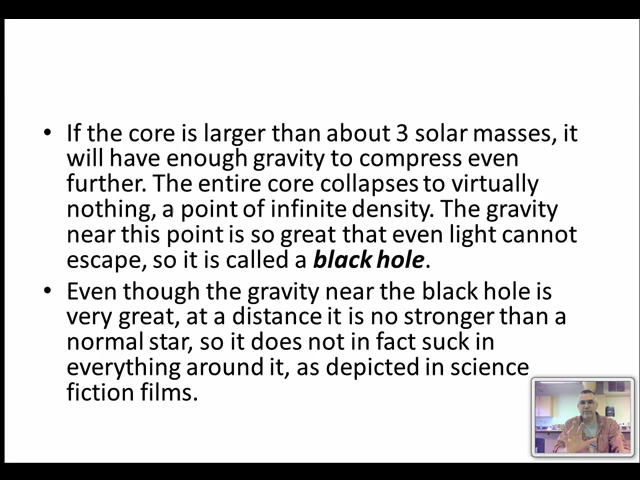 • If the core is larger than about 3 solar masses, it
will have enough gravity to compress even
further. The entire core collapses to virtually
nothing, a point of infinite density. The gravity
near this point is so great that even light cannot
escape, so it is called a black hole.
• Even though the gravity near the black hole is
very great, at a distance it is no stronger than a
normal star, so it does not in fact suck in
everything around it, as depicted in science
fiction films.